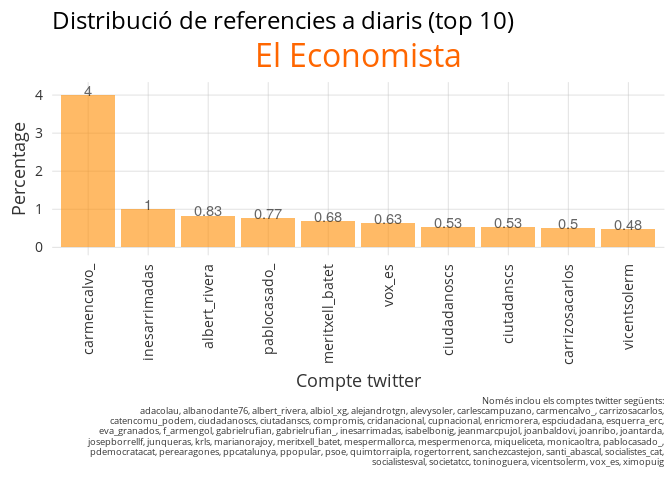 Distribució de referencies a diaris (top 10)
El Economista
Percentage
4
3
2
1
0
4
1
0.83
0.77
0.68
0.63
0.53
0.53
0.5
0.48
carmencalvo_
inesarrimadas
albert_rivera
pablocasado_
meritxell_batet
vox_es
ciudadanoscs
ciutadanscs
carrizosacarlos
vicentsolerm
Compte twitter
Només inclou els comptes twitter següents:
adacolau, albanodante76, albert_rivera, albiol_xg, alejandrotgn, alevysoler, carlescampuzano, carmencalvo_, carrizosacarlos,
catencomu_podem, ciudadanoscs, ciutadanscs, compromis, cridanacional, cupnacional, enricmorera, espciudadana, esquerra_erc,
eva_granados, f_armengol, gabrielrufian, gabrielrufian_, inesarrimadas, isabelbonig, jeanmarcpujol, joanbaldovi, joanribo, joantarda,
josepborrellf, junqueras, krls, marianorajoy, meritxell_batet, mespermallorca, mespermenorca, miqueliceta, monicaoltra, pablocasado_,
pdemocratacat, perearagones, ppcatalunya, ppopular, psoe, quimtorraipla, rogertorrent, sanchezcastejon, santi_abascal, socialistes_cat,
socialistesval, societatcc, toninoguera, vicentsolerm, vox_es, ximopuig